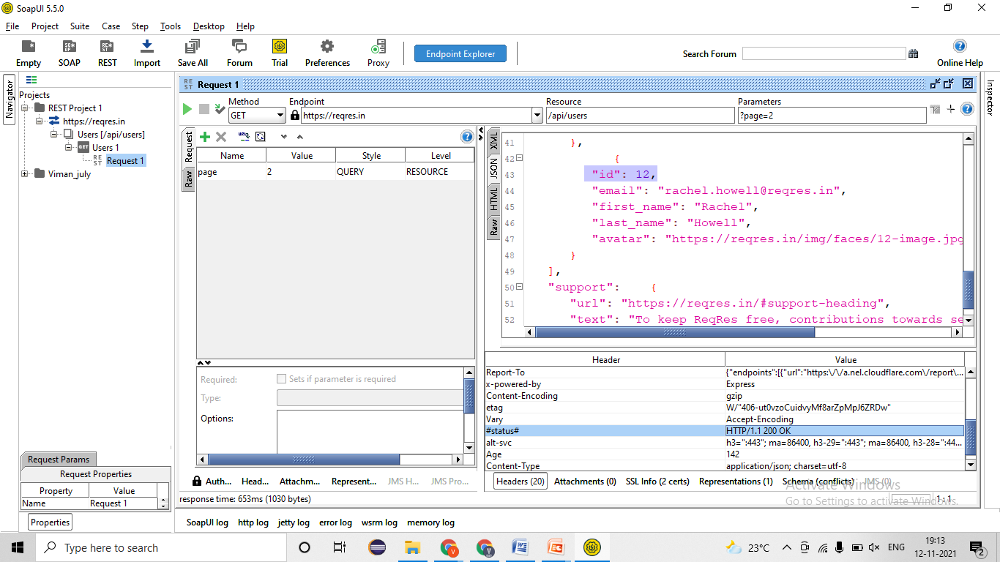 SoapUI 5.5.0
File Project Suite Case Step Tools Desktop Help
Empty SOAP REST Import Save All Forum Trial Preferences Proxy Endpoint Explorer Search Forum Online Help
Navigator
Projects
REST Project 1
https://reqres.in
Users [/api/users]
GET Users 1
REST Request 1
Viman_july
Request Params
Request Properties
Property Value
Name Request 1
Properties
REST Request 1
Method Endpoint Resource Parameters
GET https://reqres.in /api/users ?page=2
Request
Raw
Name Value Style Level
page 2 QUERY RESOURCE
Required: Sets if parameter is required
Type:
Options:
Auth... Head... Attachm... Represent... JMS H... JMS Pro...
response time: 653ms (1030 bytes)
XML
JSON
HTML
Raw
41 },
42 {
43 "id": 12,
44 "email": "rachel.howell@reqres.in",
45 "first_name": "Rachel",
46 "last_name": "Howell",
47 "avatar": "https://reqres.in/img/faces/12-image.jpg
48 }
49 ],
50 "support": {
51 "url": "https://reqres.in/#support-heading",
52 "text": "To keep ReqRes free, contributions towards se
Header Value
Report-To {"endpoints":[{"url":"https:\/\/a.nel.cloudflare.com\/report\...
x-powered-by Express
Content-Encoding gzip
etag W/"406-ut0vzoCuidvyMf8arZpMpJ6ZRDw"
Vary Accept-Encoding
#status# HTTP/1.1 200 OK
alt-svc h3=":443"; ma=86400, h3-29=":443"; ma=86400, h3-28=":44...
Age 142
Content-Type application/json; charset=utf-8
Headers (20) Attachments (0) SSL Info (2 certs) Representations (1) Schema (conflicts) JMS (0)
Activate Windows
Go to Settings to activate Windows.
1 : 1
Inspector
SoapUI log http log jetty log error log wsrm log memory log
Type here to search
23°C ENG 19:13
12-11-2021
2